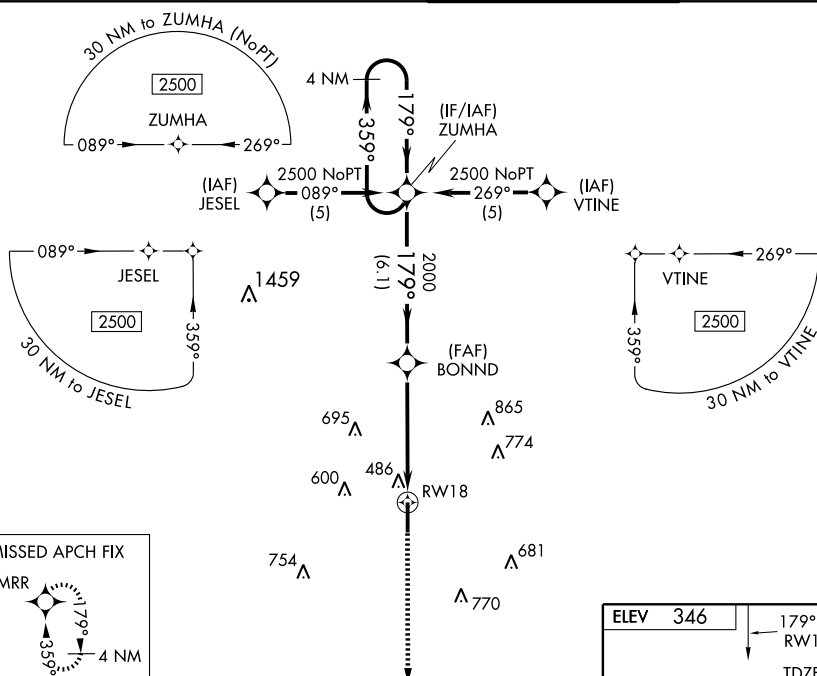 30 NM to ZUMHA (NoPT)
2500
ZUMHA
089°
269°
4 NM
359°
179°
(IF/IAF)
ZUMHA
(IAF)
JESEL
2500 NoPT
089°
(5)
2500 NoPT
269°
(5)
(IAF)
VTINE
2000
179°
(6.1)
089°
JESEL
2500
359°
30 NM to JESEL
1459
VTINE
269°
2500
359°
30 NM to VTINE
(FAF)
BONND
695
865
774
486
600
RW18
754
681
770
MISSED APCH FIX
MRR
179°
359°
4 NM
ELEV 346
179°
RW1
TDZE